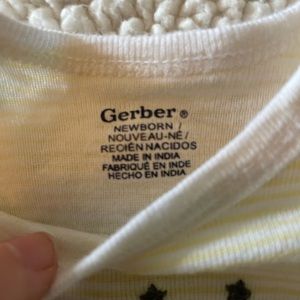 Gerber®
NEWBORN /
NOUVEAU-NÉ /
RECIÉN NACIDOS
MADE IN INDIA
FABRIQUÉ EN INDE
HECHO EN INDIA